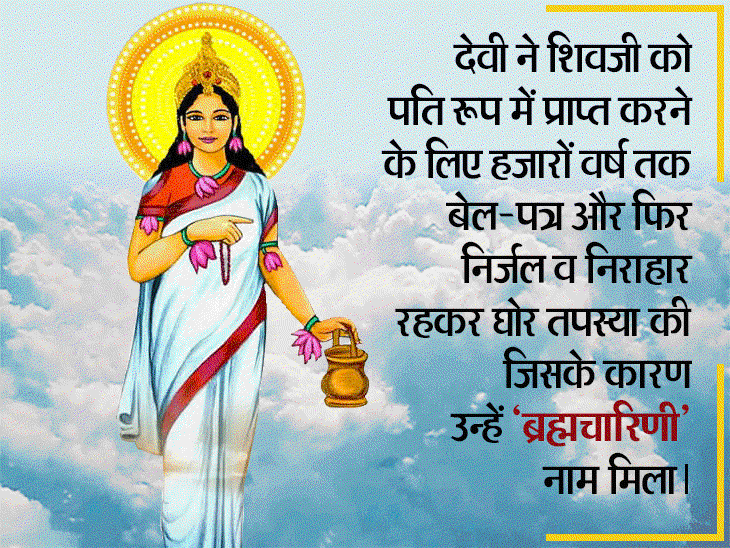 देवी ने शिवजी को
पति रूप में प्राप्त करने
के लिए हजारों वर्ष तक
बेल-पत्र और फिर
निर्जल व निराहार
रहकर घोर तपस्या की
जिसके कारण
उन्हें ‘ब्रह्मचारिणी’
नाम मिला।